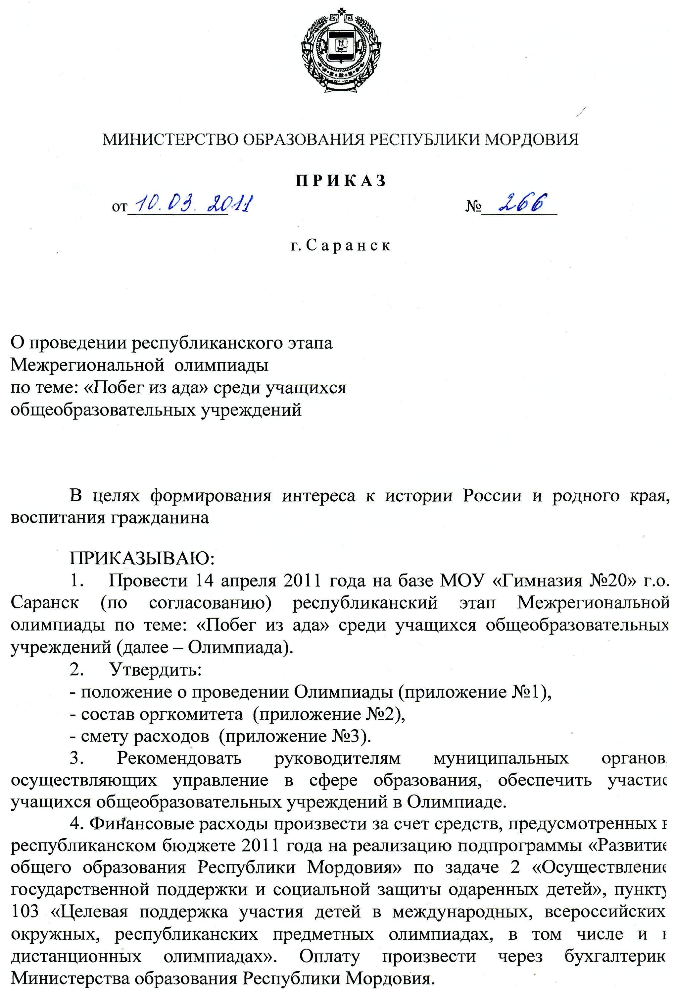 МИНИСТЕРСТВО ОБРАЗОВАНИЯ РЕСПУБЛИКИ МОРДОВИЯ
П Р И К А З
от 10.03.2011 № 266
г. С а р а н с к
О проведении республиканского этапа
Межрегиональной олимпиады
по теме: «Побег из ада» среди учащихся
общеобразовательных учреждений
В целях формирования интереса к истории России и родного края,
воспитания гражданина
ПРИКАЗЫВАЮ:
1. Провести 14 апреля 2011 года на базе МОУ «Гимназия №20» г.о.
Саранск (по согласованию) республиканский этап Межрегиональной
олимпиады по теме: «Побег из ада» среди учащихся общеобразовательных
учреждений (далее – Олимпиада).
2. Утвердить:
- положение о проведении Олимпиады (приложение №1),
- состав оргкомитета (приложение №2),
- смету расходов (приложение №3).
3. Рекомендовать руководителям муниципальных органов,
осуществляющих управление в сфере образования, обеспечить участие
учащихся общеобразовательных учреждений в Олимпиаде.
4. Финансовые расходы произвести за счет средств, предусмотренных в
республиканском бюджете 2011 года на реализацию подпрограммы «Развитие
общего образования Республики Мордовия» по задаче 2 «Осуществление
государственной поддержки и социальной защиты одаренных детей», пункту
103 «Целевая поддержка участия детей в международных, всероссийских
окружных, республиканских предметных олимпиадах, в том числе и в
дистанционных олимпиадах». Оплату произвести через бухгалтерию
Министерства образования Республики Мордовия.